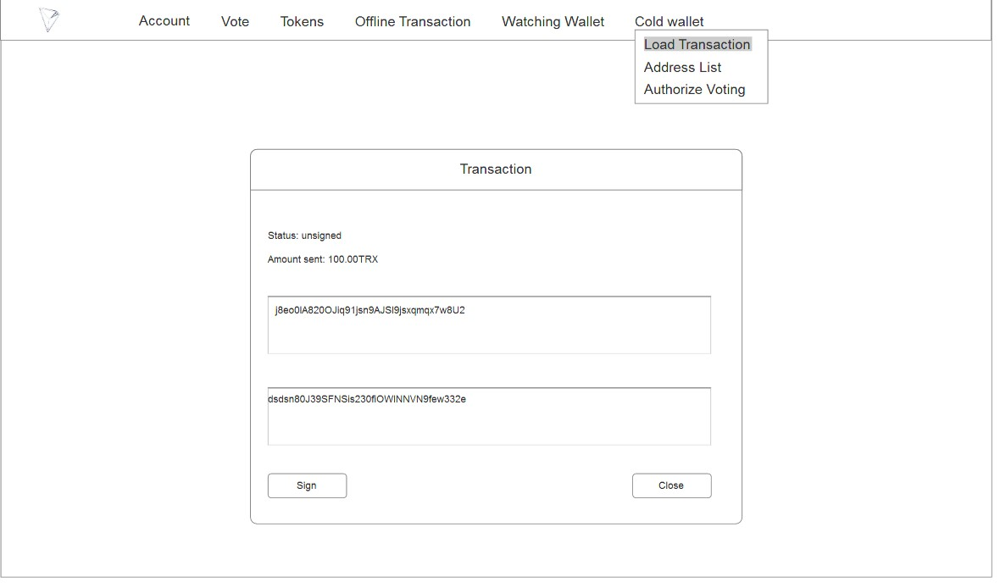 Account Vote Tokens Offline Transaction Watching Wallet Cold wallet
Load Transaction
Address List
Authorize Voting
Transaction
Status: unsigned
Amount sent: 100.00TRX
j8eo0lA820OJiq91jsn9AJSl9jsxqmqx7w8U2
dsdsn80J39SFNSis230fiOWINNVN9few332e
Sign Close